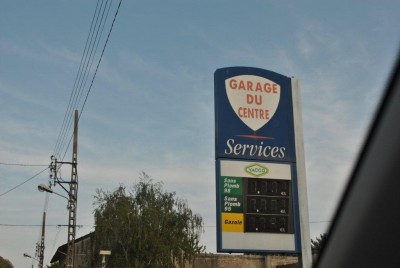 GARAGE
DU
CENTRE
Services
Sans
Plomb
98
Sans
Plomb
95
Gazole